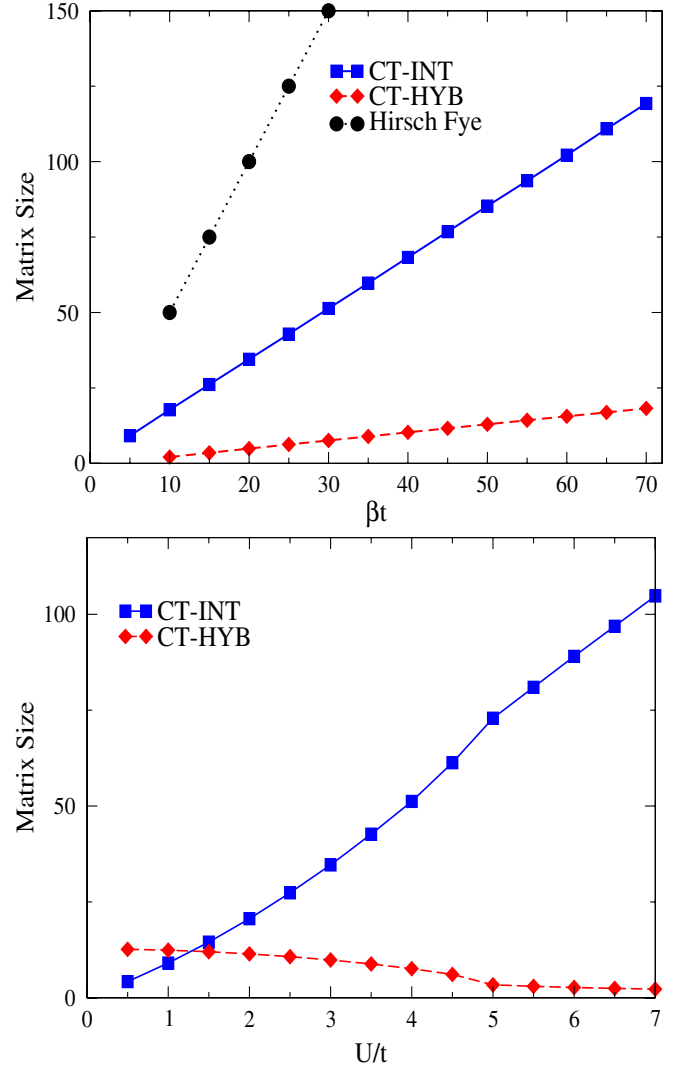 150
CT-INT
CT-HYB
Hirsch Fye
100
Matrix Size
50
0
0 10 20 30 40 50 60 70
βt
CT-INT
CT-HYB
100
Matrix Size
50
0
0 1 2 3 4 5 6 7
U/t